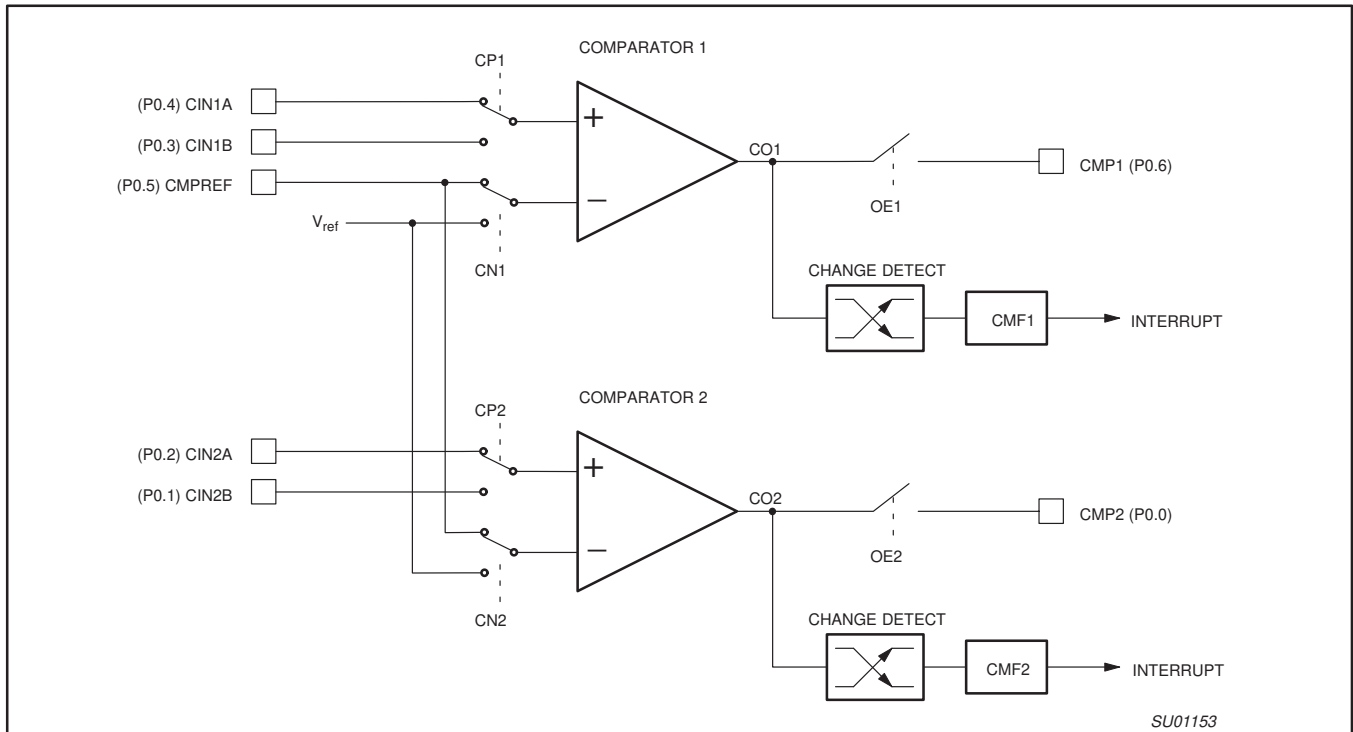 COMPARATOR 1
CP1
(P0.4) CIN1A
+
(P0.3) CIN1B
CO1
CMP1 (P0.6)
(P0.5) CMPREF
−
OE1
Vref
CN1
CHANGE DETECT
CMF1
INTERRUPT
COMPARATOR 2
CP2
(P0.2) CIN2A
+
(P0.1) CIN2B
CO2
CMP2 (P0.0)
−
OE2
CN2
CHANGE DETECT
CMF2
INTERRUPT
SU01153